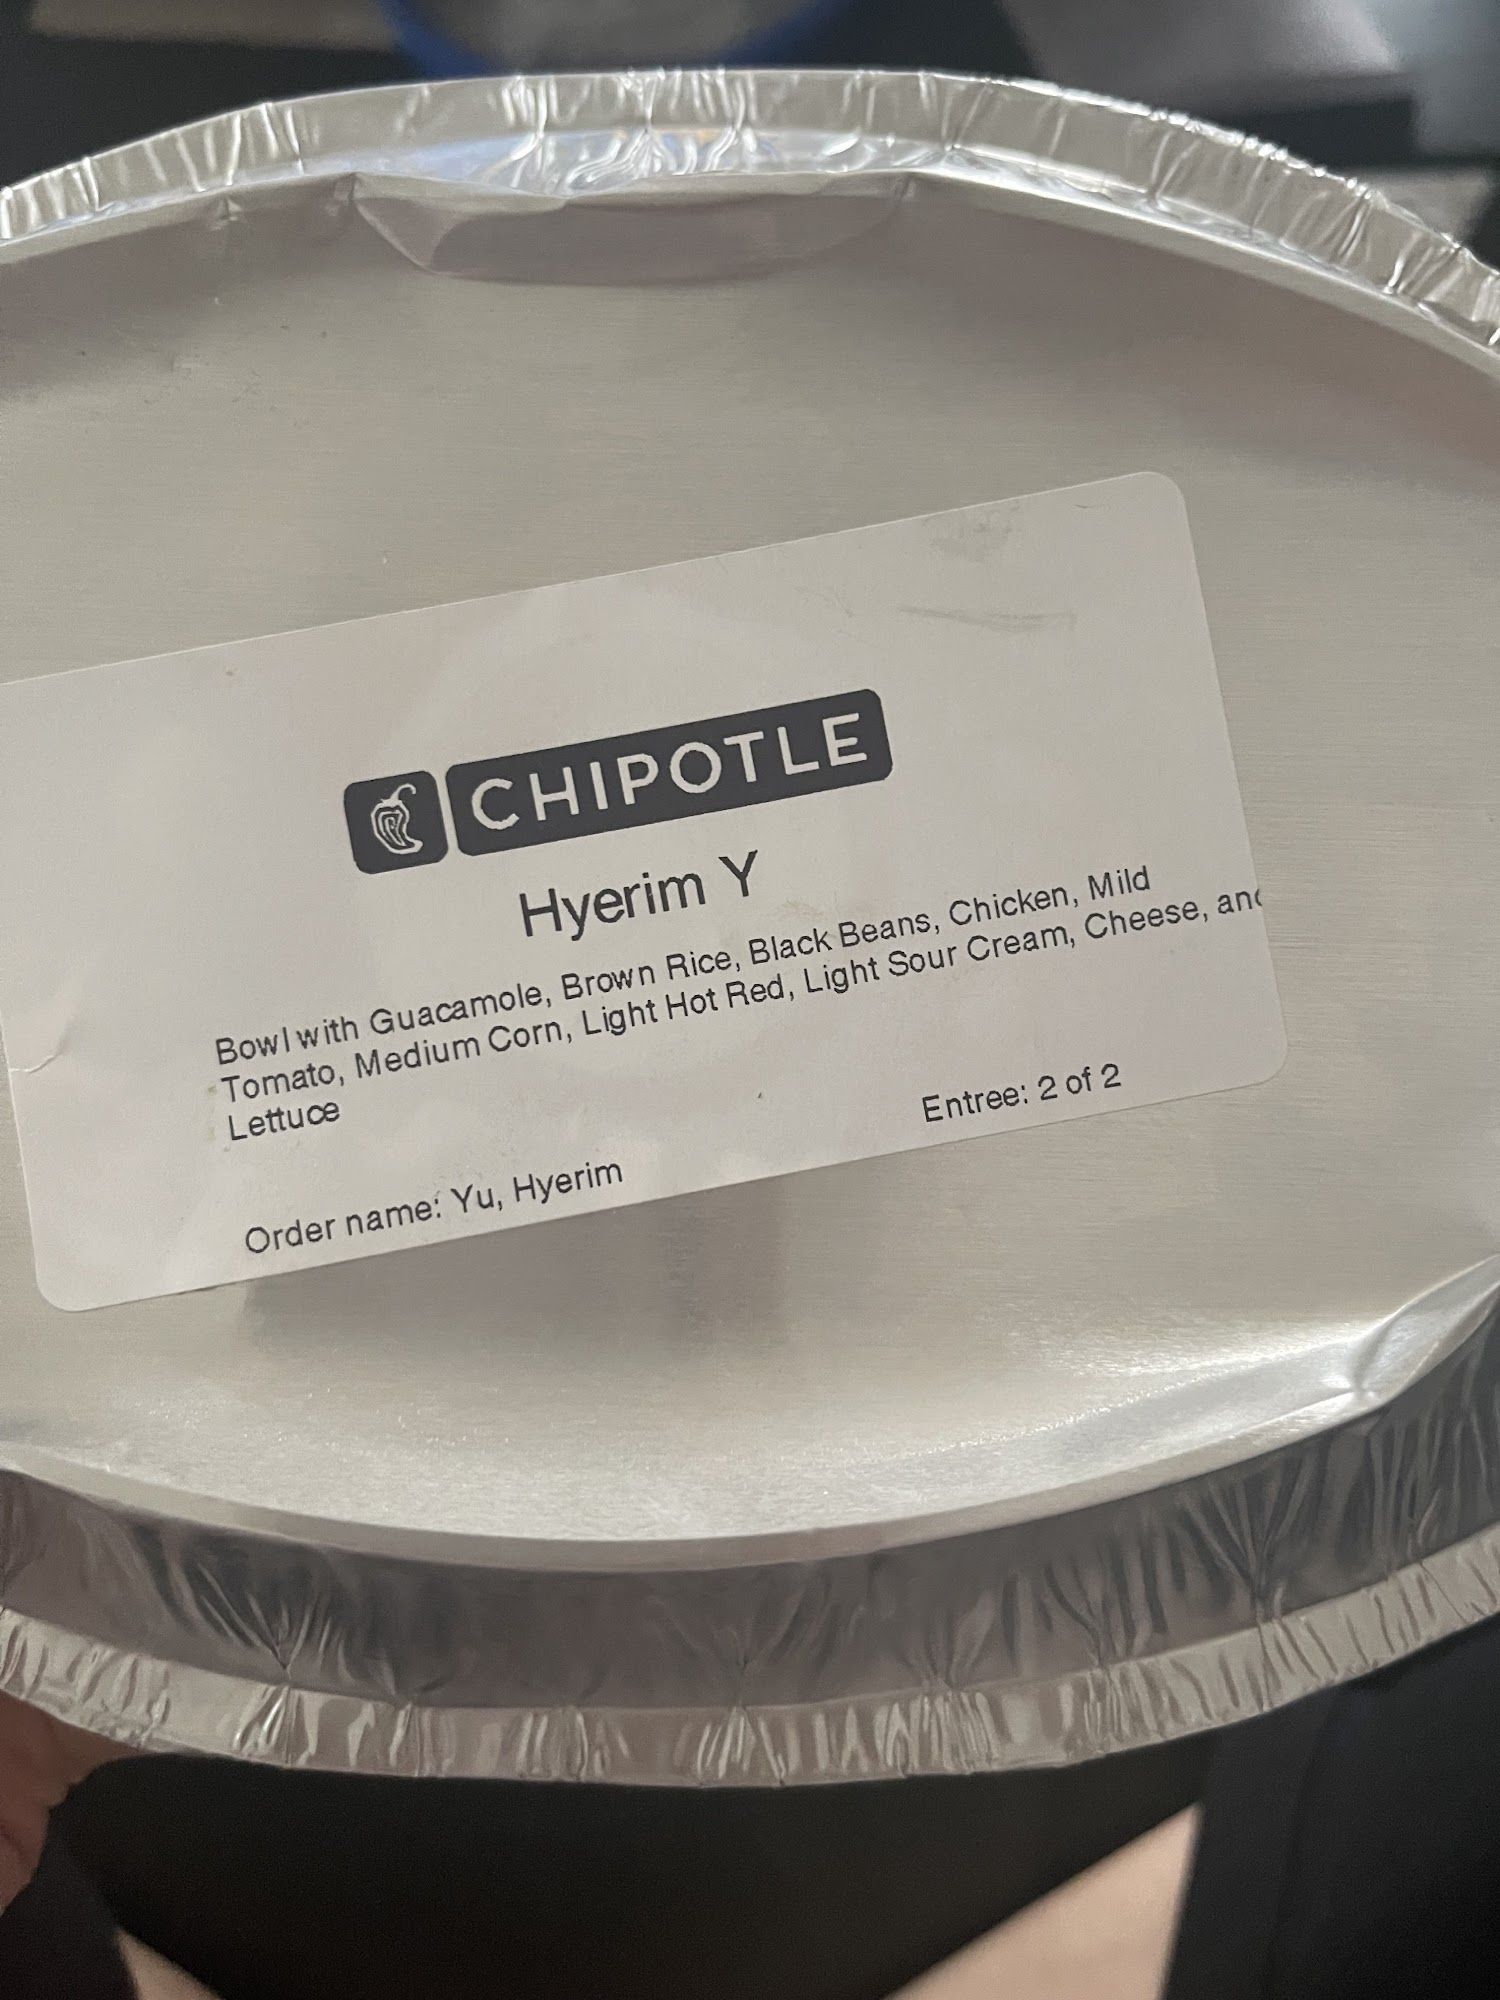 CHIPOTLE
Hyerim Y
Bowl with Guacamole, Brown Rice, Black Beans, Chicken, Mild
Tomato, Medium Corn, Light Hot Red, Light Sour Cream, Cheese, and
Lettuce
Entree: 2 of 2
Order name: Yu, Hyerim